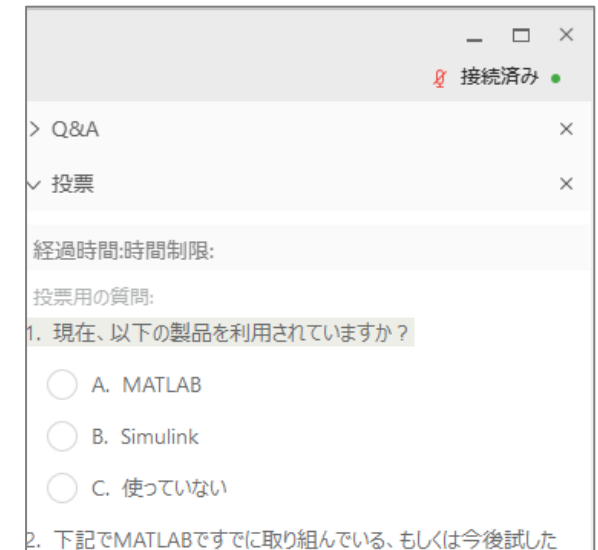 接続済み
> Q&A
投票
経過時間:時間制限:
投票用の質問:
1. 現在、以下の製品を利用されていますか？
A. MATLAB
B. Simulink
C. 使っていない
2. 下記でMATLABですでに取り組んでいる、もしくは今後試した